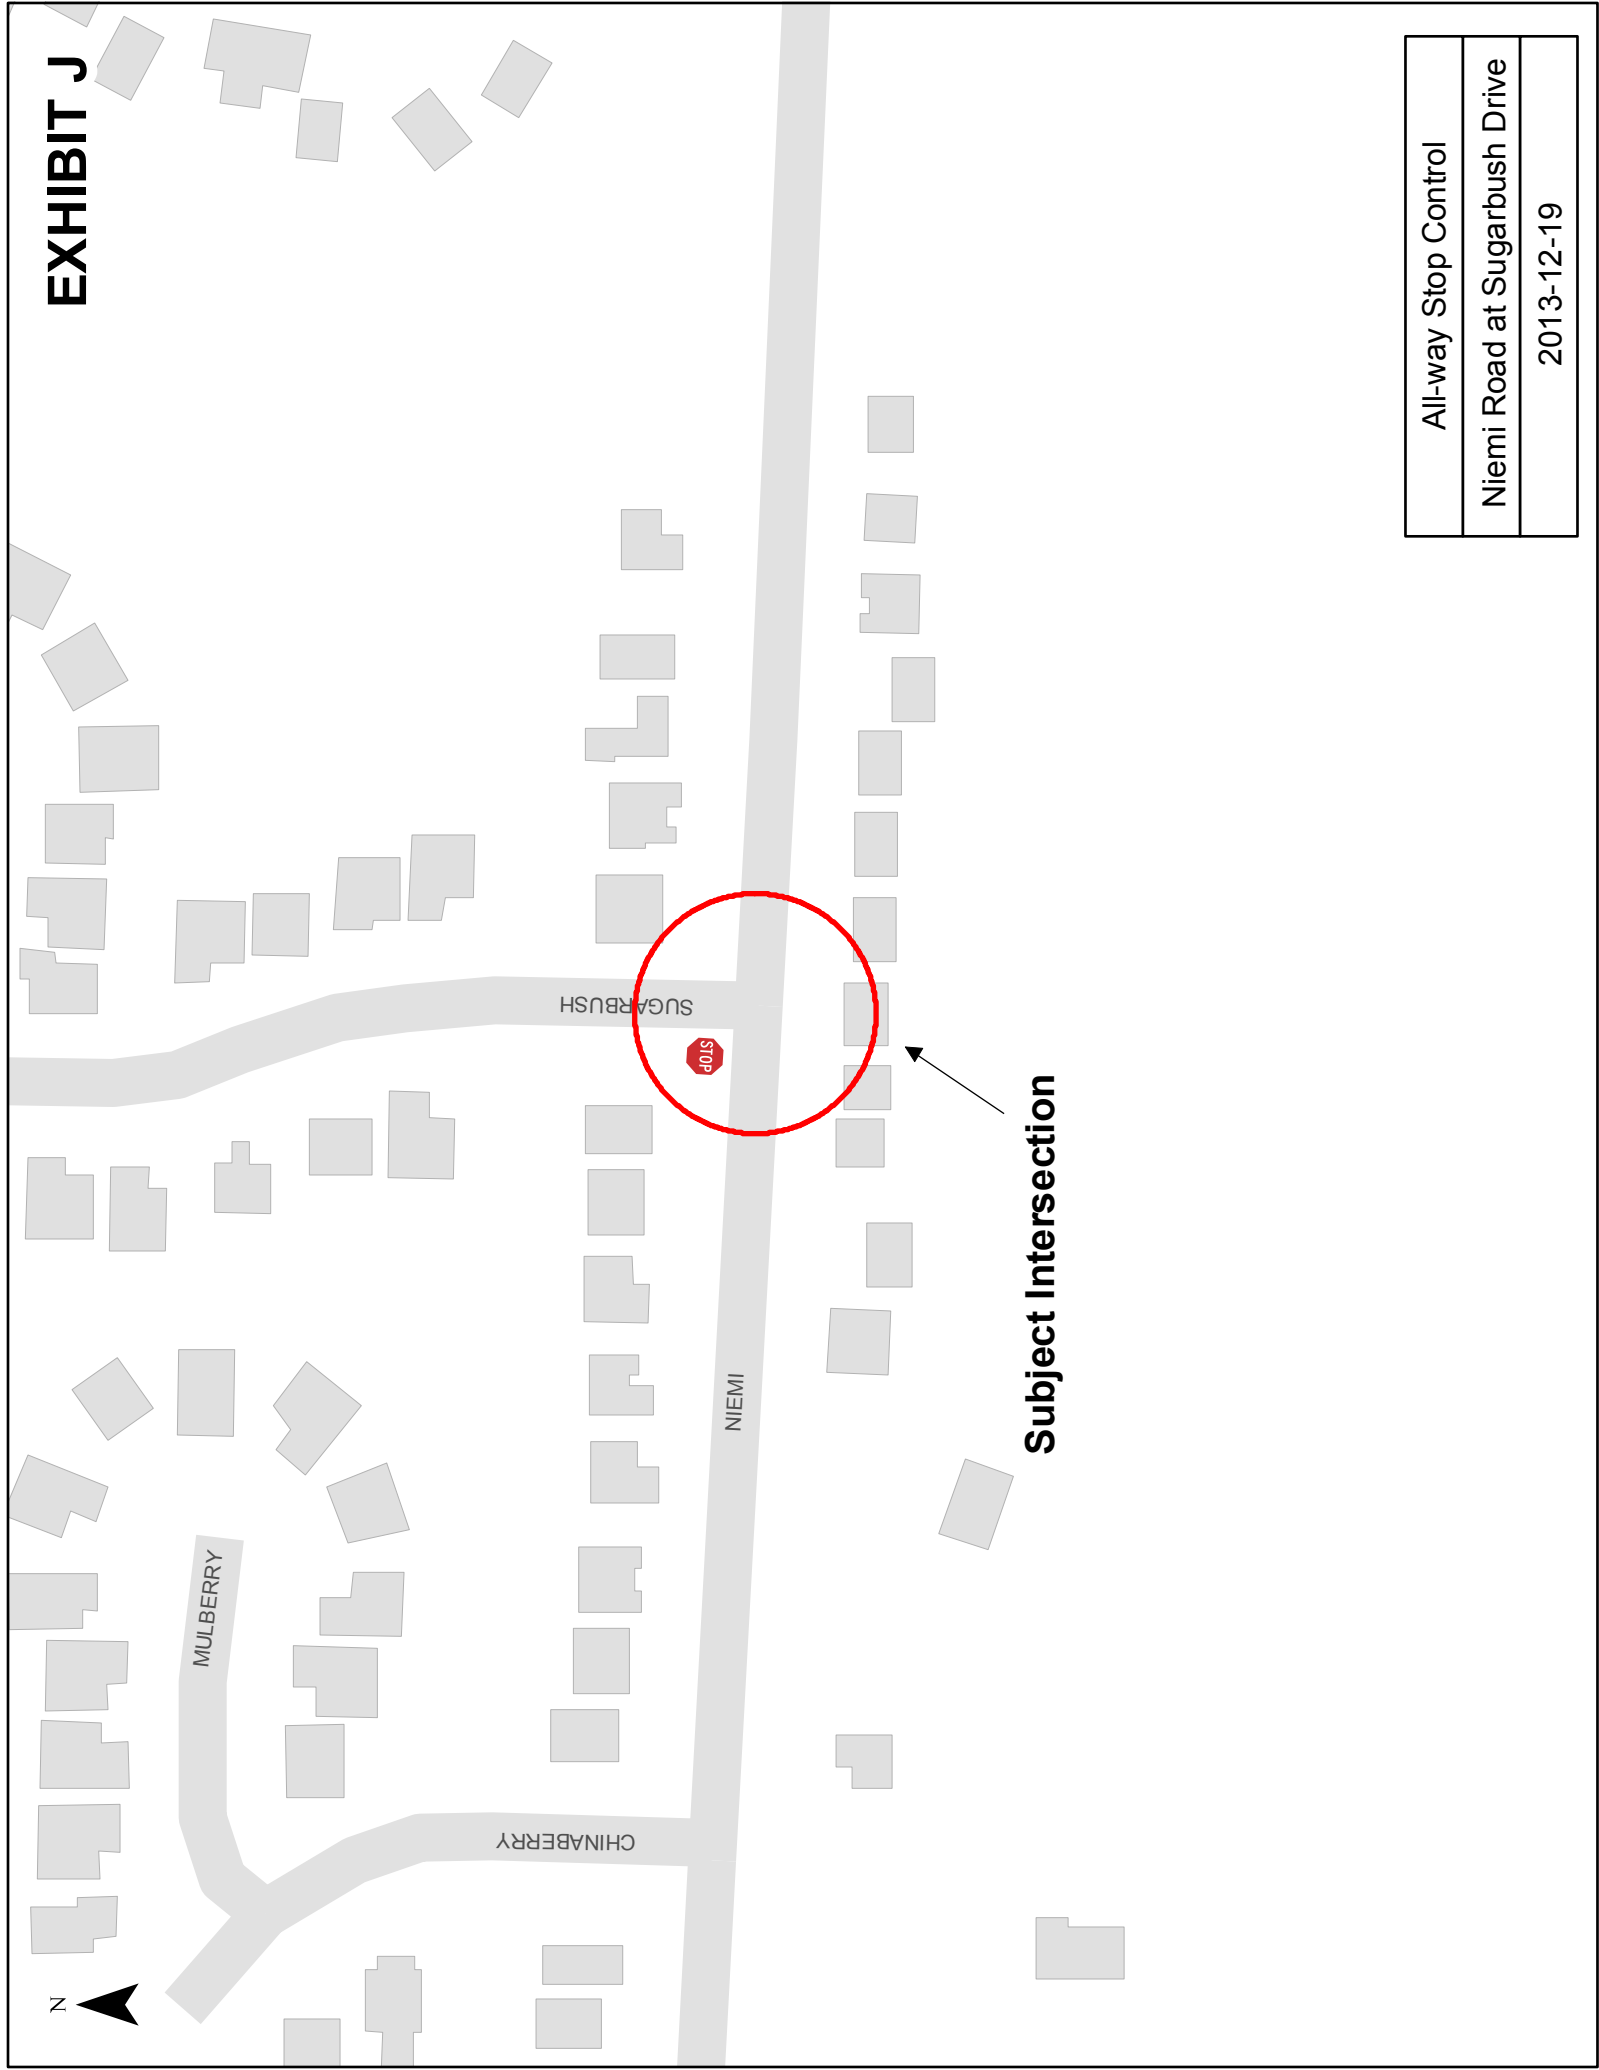 EXHIBIT J
N
MULBERRY
CHINABERRY
SUGARBUSH
STOP
NIEMI
Subject Intersection
All-way Stop Control
Niemi Road at Sugarbush Drive
2013-12-19